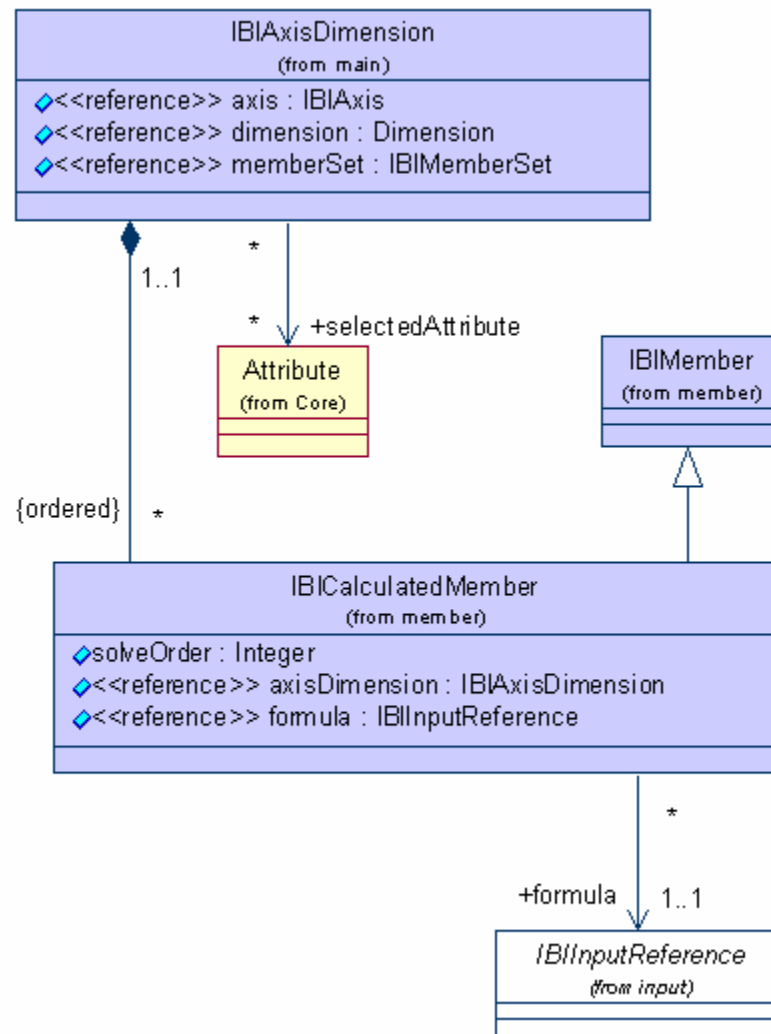 IBIAxisDimension
(from main)
<<reference>> axis : IBIAxis
<<reference>> dimension : Dimension
<<reference>> memberSet : IBIMemberSet
*
1..1
*
+selectedAttribute
Attribute
(from Core)
IBIMember
(from member)
{ordered}
*
IBICalculatedMember
(from member)
solveOrder : Integer
<<reference>> axisDimension : IBIAxisDimension
<<reference>> formula : IBIInputReference
*
+formula
1..1
IBIInputReference
(from input)